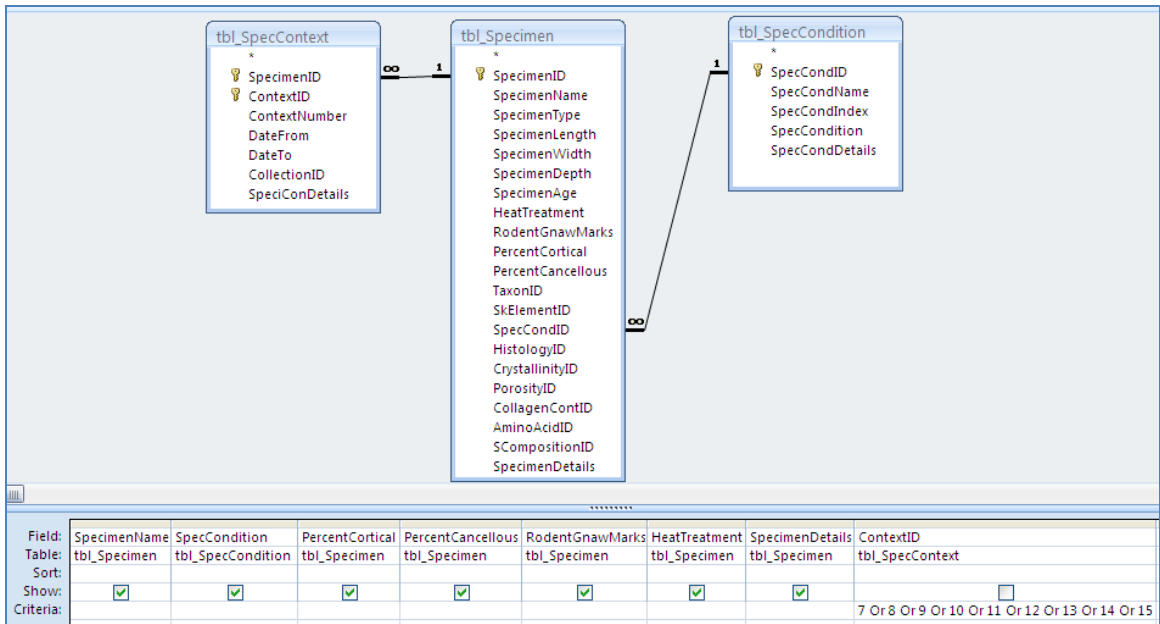 tbl_SpecContext
*
SpecimenID
ContextID
ContextNumber
DateFrom
DateTo
CollectionID
SpeciConDetails
∞ 1
tbl_Specimen
*
SpecimenID
SpecimenName
SpecimenType
SpecimenLength
SpecimenWidth
SpecimenDepth
SpecimenAge
HeatTreatment
RodentGnawMarks
PercentCortical
PercentCancellous
TaxonID
SkElementID
SpecCondID
HistologyID
CrystallinityID
PorosityID
CollagenContID
AminoAcidID
SCompositionID
SpecimenDetails
∞
1
tbl_SpecCondition
*
SpecCondID
SpecCondName
SpecCondIndex
SpecCondition
SpecCondDetails
Field: SpecimenName SpecCondition PercentCortical PercentCancellous RodentGnawMarks HeatTreatment SpecimenDetails ContextID
Table: tbl_Specimen tbl_SpecCondition tbl_Specimen tbl_Specimen tbl_Specimen tbl_Specimen tbl_Specimen tbl_SpecContext
Sort:
Show:
Criteria: 7 Or 8 Or 9 Or 10 Or 11 Or 12 Or 13 Or 14 Or 15